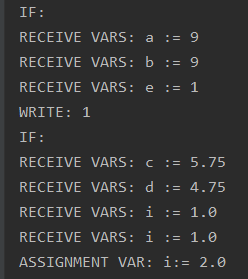 IF:
RECEIVE VARS: a := 9
RECEIVE VARS: b := 9
RECEIVE VARS: e := 1
WRITE: 1
IF:
RECEIVE VARS: c := 5.75
RECEIVE VARS: d := 4.75
RECEIVE VARS: i := 1.0
RECEIVE VARS: i := 1.0
ASSIGNMENT VAR: i:= 2.0